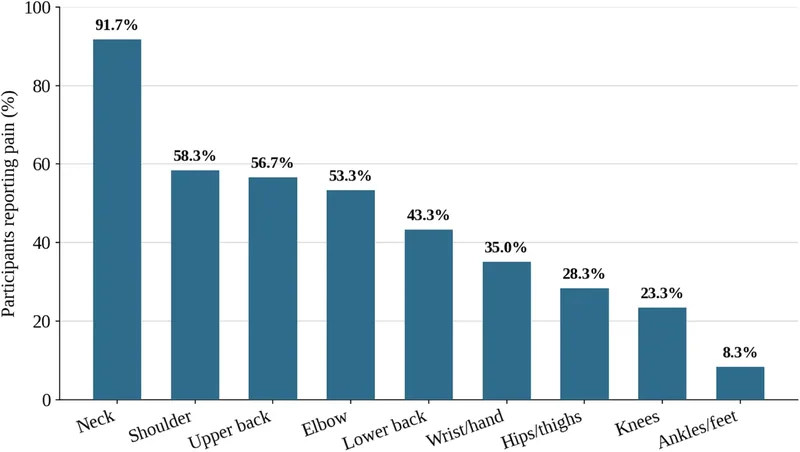 Participants reporting pain (%)
100
80
60
40
20
0
91.7%
58.3%
56.7%
53.3%
43.3%
35.0%
28.3%
23.3%
8.3%
Neck
Shoulder
Upper back
Elbow
Lower back
Wrist/hand
Hips/thighs
Knees
Ankles/feet